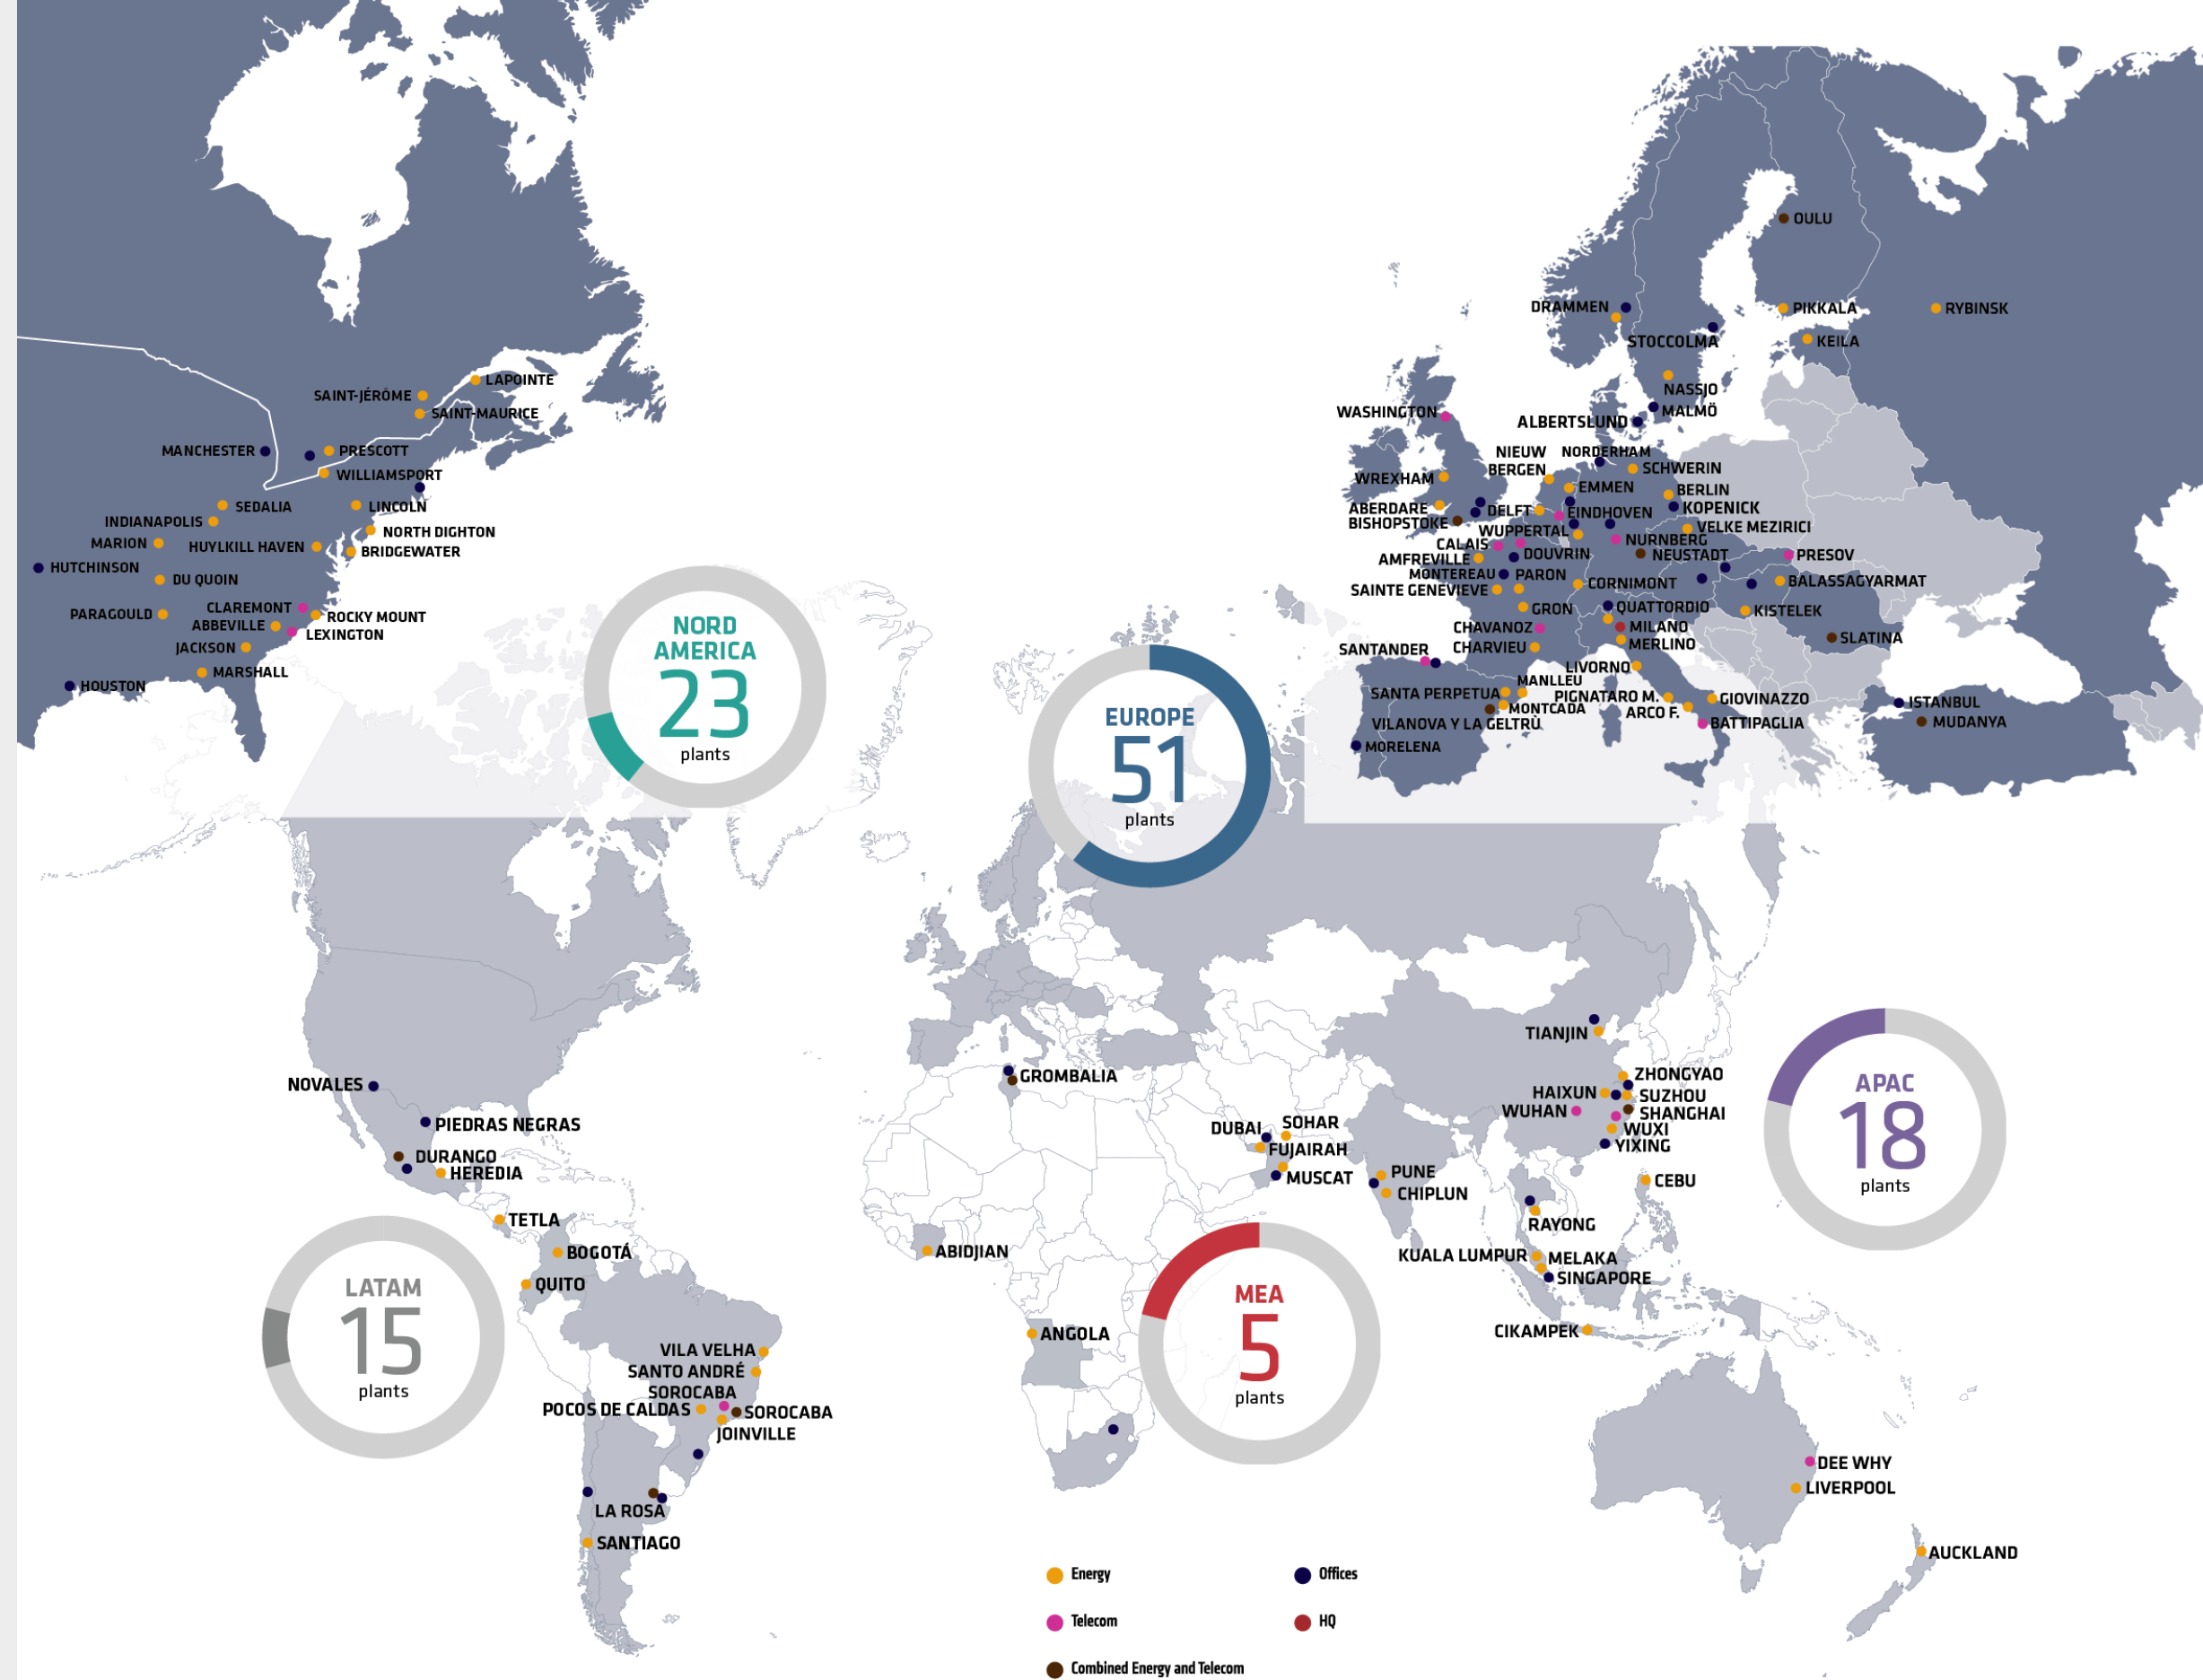 OULU
DRAMMEN
PIKKALA
RYBINSK
STOCCOLMA
KEILA
LAPOINTE
SAINT-JÉRÔME
NASSJO
SAINT-MAURICE
WASHINGTON
MALMÖ
ALBERTSLUND
MANCHESTER
PRESCOTT
NIEUW
BERGEN
NORDERHAM
SCHWERIN
WILLIAMSPORT
WREXHAM
EMMEN
BERLIN
SEDALIA
LINCOLN
ABERDARE
DELFT
EINDHOVEN
KOPENICK
INDIANAPOLIS
BISHOPSTOKE
NORTH DIGHTON
WUPPERTAL
VELKE MEZIRICI
MARION
HUYLKILL HAVEN
BRIDGEWATER
CALAIS
NURNBERG
AMFREVILLE
DOUVRIN
NEUSTADT
PRESOV
HUTCHINSON
DU QUOIN
MONTEREAU
PARON
CORNIMONT
BALASSAGYARMAT
SAINTE GENEVIEVE
PARAGOULD
CLAREMONT
ROCKY MOUNT
GRON
QUATTORDIO
KISTELEK
ABBEVILLE
LEXINGTON
CHAVANOZ
MILANO
SLATINA
JACKSON
SANTANDER
CHARVIEU
MERLINO
MARSHALL
LIVORNO
HOUSTON
MANLLEU
SANTA PERPETUA
PIGNATARO M.
GIOVINAZZO
ISTANBUL
MONTCADA
ARCO F.
BATTIPAGLIA
MUDANYA
VILANOVA Y LA GELTRÙ
MORELENA
NORD
AMERICA
23
plants
EUROPE
51
plants
TIANJIN
GROMBALIA
ZHONGYAO
NOVALES
HAIXUN
SUZHOU
WUHAN
SHANGHAI
PIEDRAS NEGRAS
DUBAI
SOHAR
WUXI
FUJAIRAH
YIXING
DURANGO
HEREDIA
MUSCAT
PUNE
CHIPLUN
CEBU
APAC
18
plants
TETLA
RAYONG
BOGOTÁ
ABIDJIAN
KUALA LUMPUR
MELAKA
QUITO
SINGAPORE
LATAM
15
plants
MEA
5
plants
ANGOLA
CIKAMPEK
VILA VELHA
SANTO ANDRÉ
SOROCABA
POCOS DE CALDAS
SOROCABA
JOINVILLE
DEE WHY
LIVERPOOL
LA ROSA
SANTIAGO
AUCKLAND
Energy
Offices
Telecom
HQ
Combined Energy and Telecom